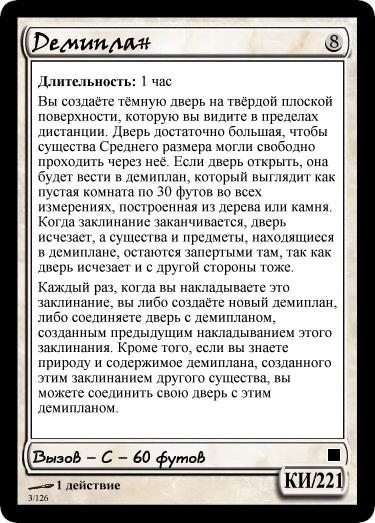 Демиплан
8
Длительность: 1 час
Вы создаёте тёмную дверь на твёрдой плоской
поверхности, которую вы видите в пределах
дистанции. Дверь достаточно большая, чтобы
существа Среднего размера могли свободно
проходить через неё. Если дверь открыть, она
будет вести в демиплан, который выглядит как
пустая комната по 30 футов во всех
измерениях, построенная из дерева или камня.
Когда заклинание заканчивается, дверь
исчезает, а существа и предметы, находящиеся
в демиплане, остаются запертыми там, так как
дверь исчезает и с другой стороны тоже.
Каждый раз, когда вы накладываете это
заклинание, вы либо создаёте новый демиплан,
либо соединяете дверь с демипланом,
созданным предыдущим накладыванием этого
заклинания. Кроме того, если вы знаете
природу и содержимое демиплана, созданного
этим заклинанием другого существа, вы
можете соединить свою дверь с этим
демипланом.
Вызов – С – 60 футов
КИ/221
1 действие
3/126